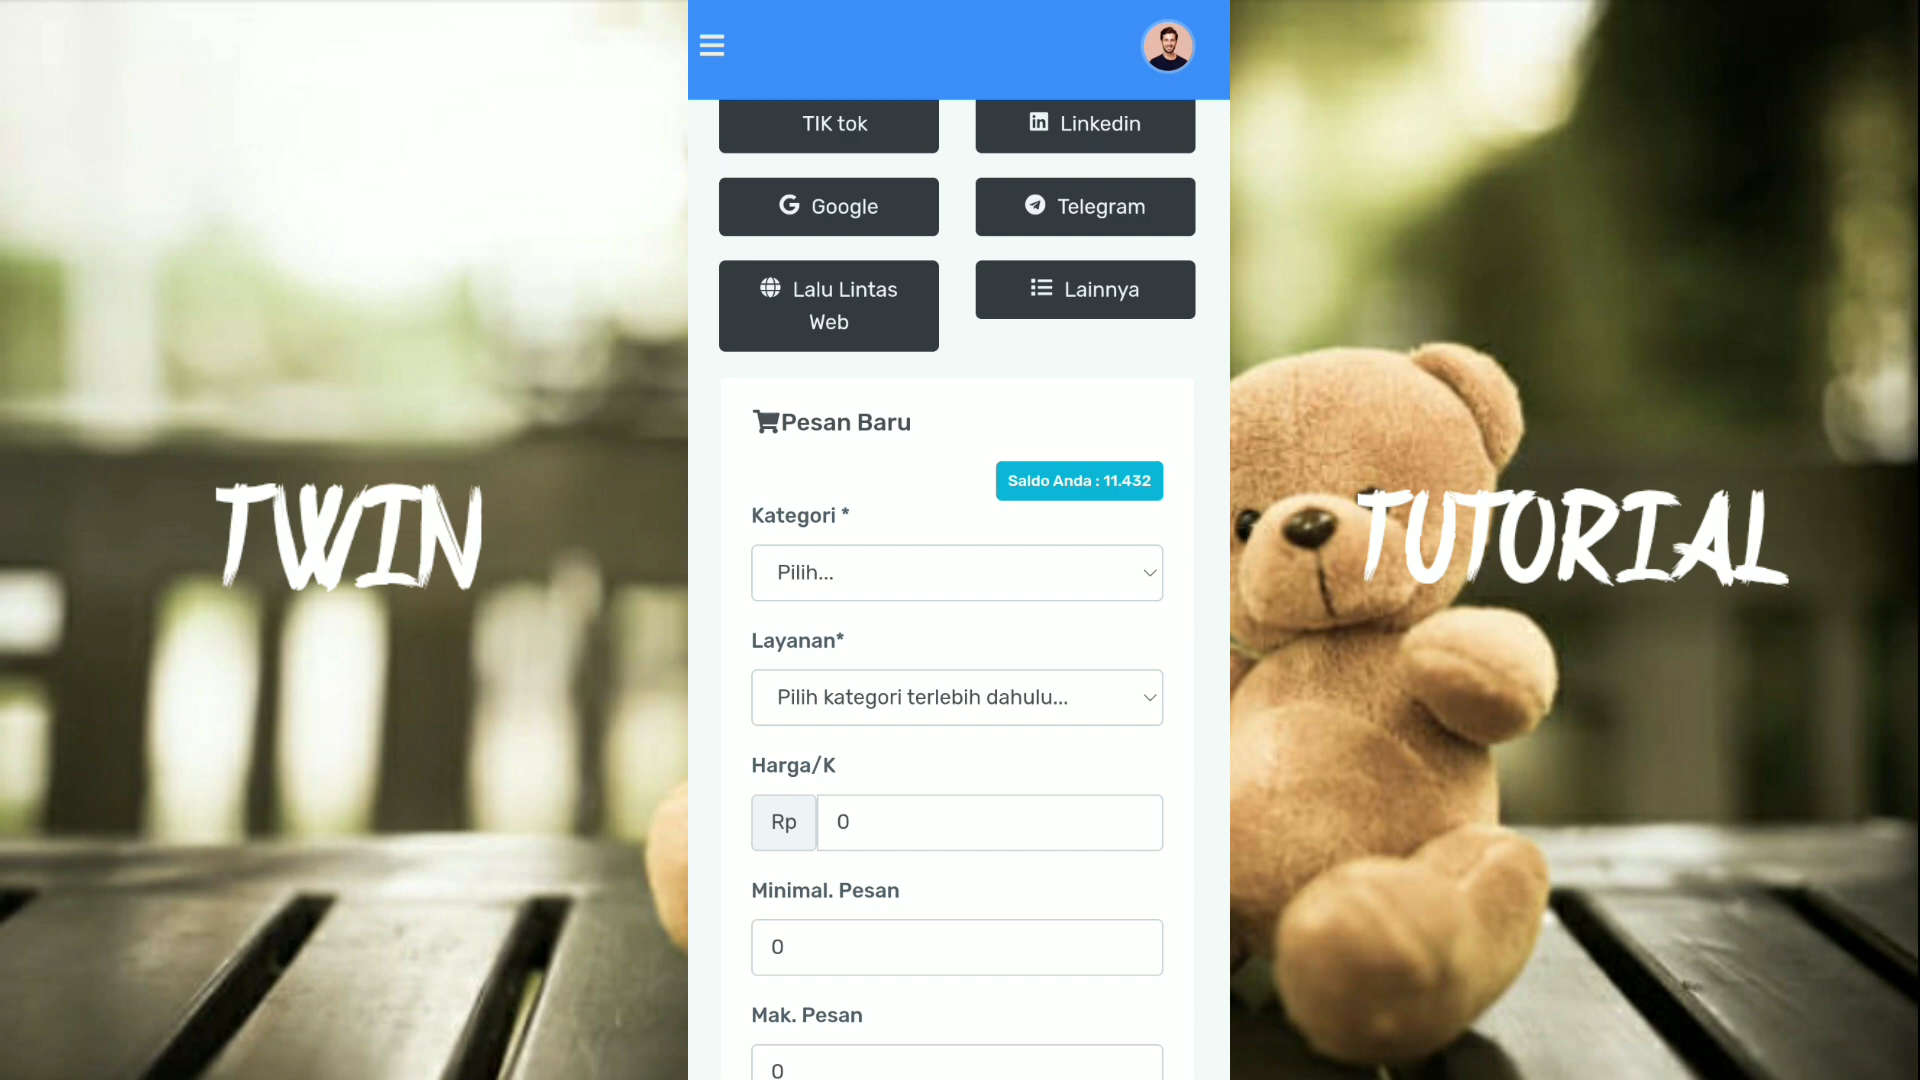 TIK tok
Linkedin
Google
Telegram
Lalu Lintas
Web
Lainnya
Pesan Baru
Saldo Anda : 11.432
Kategori *
Pilih...
Layanan*
Pilih kategori terlebih dahulu...
Harga/K
Rp 0
Minimal. Pesan
0
Mak. Pesan
0
TWIN
TUTORIAL